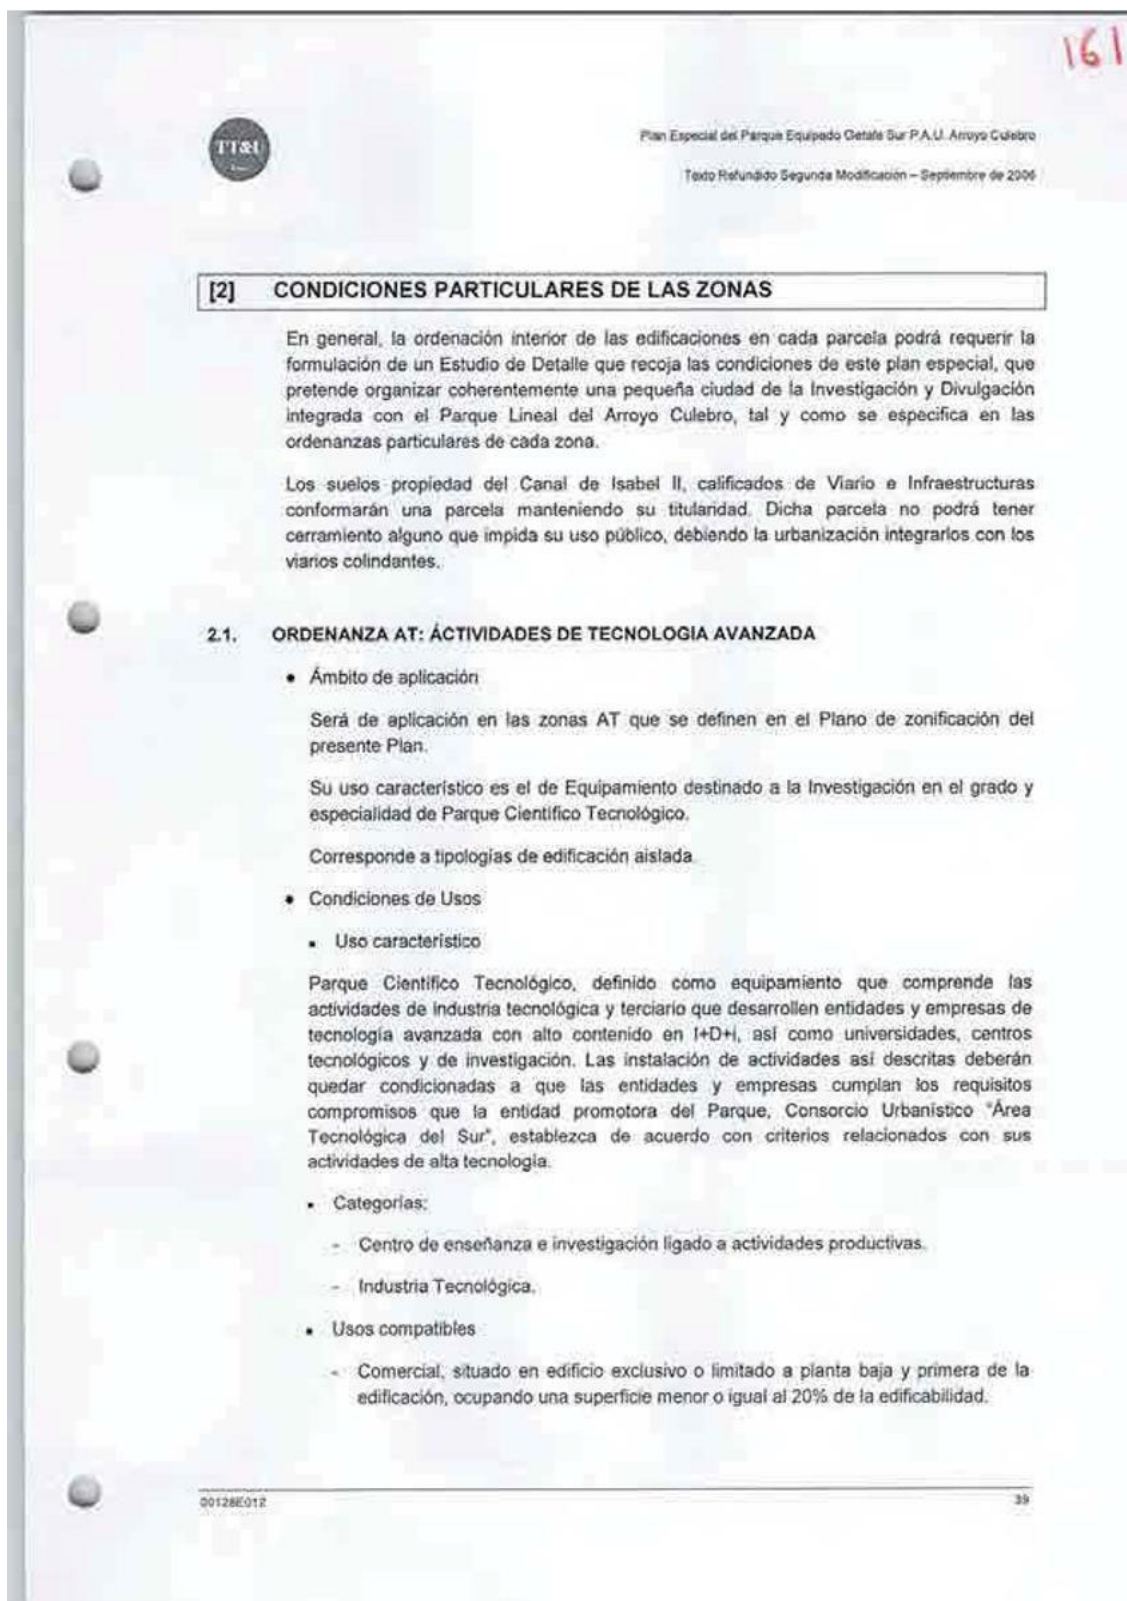 161
TT&U
Plan Especial del Parque Equipado Getafe Sur P.A.U. Arroyo Culebro
Texto Refundido Segunda Modificación – Septiembre de 2006
[2] CONDICIONES PARTICULARES DE LAS ZONAS
En general, la ordenación interior de las edificaciones en cada parcela podrá requerir la
formulación de un Estudio de Detalle que recoja las condiciones de este plan especial, que
pretende organizar coherentemente una pequeña ciudad de la Investigación y Divulgación
integrada con el Parque Lineal del Arroyo Culebro, tal y como se especifica en las
ordenanzas particulares de cada zona.
Los suelos propiedad del Canal de Isabel II, calificados de Viario e Infraestructuras
conformarán una parcela manteniendo su titularidad. Dicha parcela no podrá tener
cerramiento alguno que impida su uso público, debiendo la urbanización integrarlos con los
viarios colindantes.
2.1. ORDENANZA AT: ÁCTIVIDADES DE TECNOLOGIA AVANZADA
• Ámbito de aplicación
Será de aplicación en las zonas AT que se definen en el Plano de zonificación del
presente Plan.
Su uso característico es el de Equipamiento destinado a la Investigación en el grado y
especialidad de Parque Científico Tecnológico.
Corresponde a tipologías de edificación aislada.
• Condiciones de Usos
▪ Uso característico
Parque Científico Tecnológico, definido como equipamiento que comprende las
actividades de industria tecnológica y terciario que desarrollen entidades y empresas de
tecnología avanzada con alto contenido en I+D+i, así como universidades, centros
tecnológicos y de investigación. Las instalación de actividades así descritas deberán
quedar condicionadas a que las entidades y empresas cumplan los requisitos
compromisos que la entidad promotora del Parque, Consorcio Urbanístico "Área
Tecnológica del Sur", establezca de acuerdo con criterios relacionados con sus
actividades de alta tecnología.
▪ Categorías:
- Centro de enseñanza e investigación ligado a actividades productivas.
- Industria Tecnológica.
▪ Usos compatibles
- Comercial, situado en edificio exclusivo o limitado a planta baja y primera de la
edificación, ocupando una superficie menor o igual al 20% de la edificabilidad.
00128E012 39